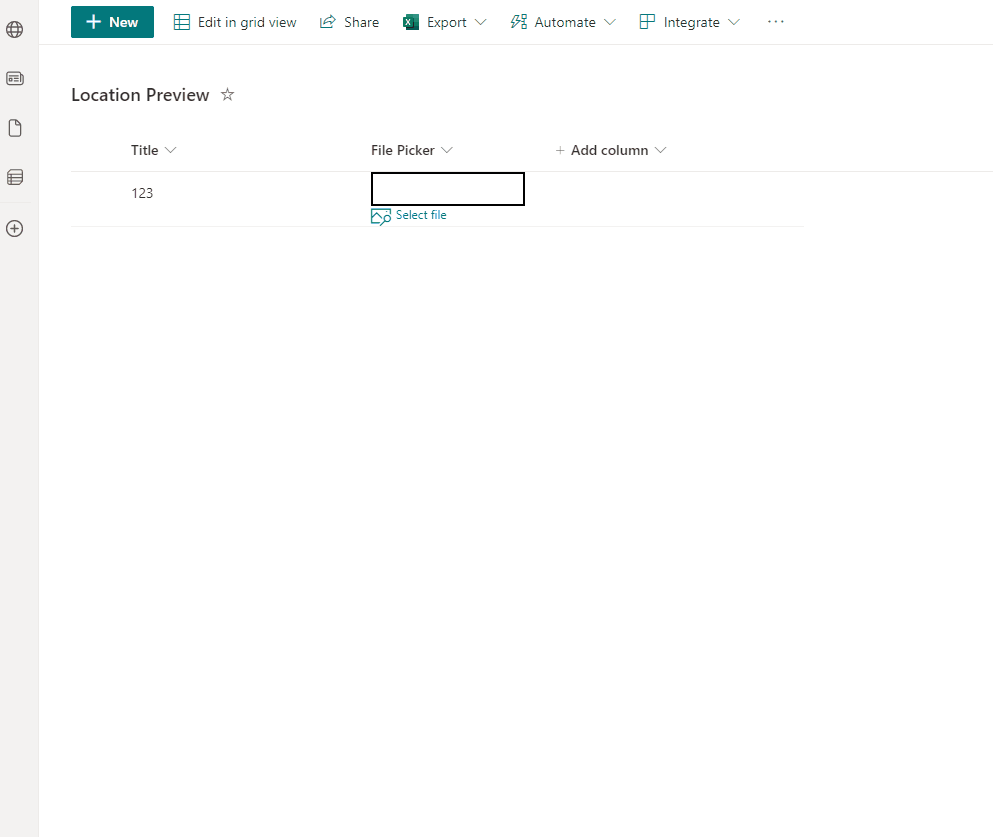 New Edit in grid view Share Export Automate Integrate ...
Location Preview
Title File Picker + Add column
123
Select file